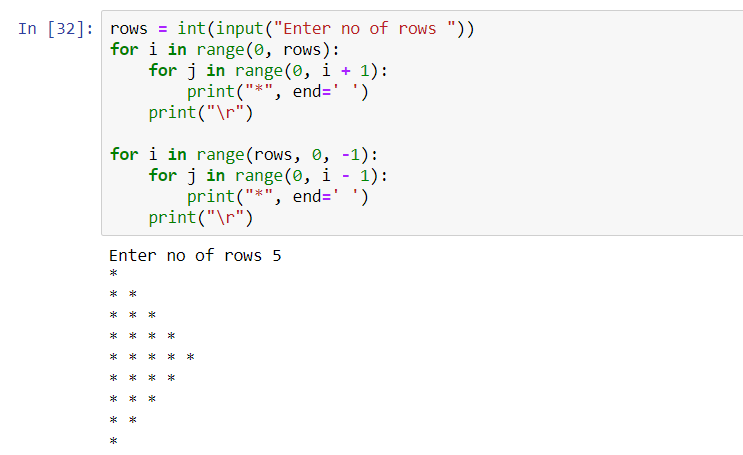 In [32]: rows = int(input("Enter no of rows "))
for i in range(0, rows):
    for j in range(0, i + 1):
        print("*", end=' ')
    print("\r")

for i in range(rows, 0, -1):
    for j in range(0, i - 1):
        print("*", end=' ')
    print("\r")
Enter no of rows 5
*
* *
* * *
* * * *
* * * * *
* * * *
* * *
* *
*